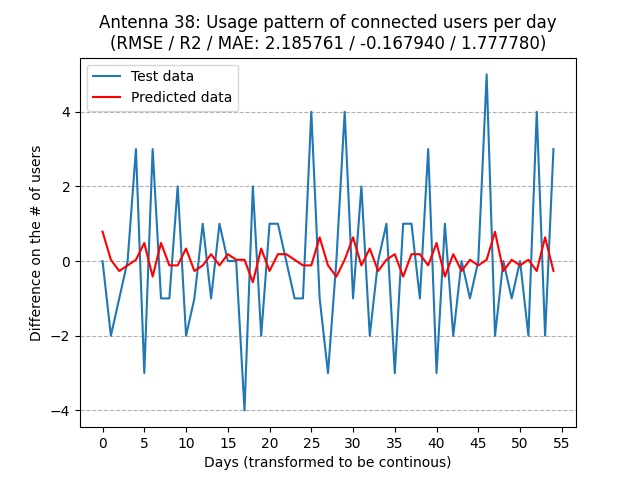 Antenna 38: Usage pattern of connected users per day
(RMSE / R2 / MAE: 2.185761 / -0.167940 / 1.777780)
Test data
Predicted data
Difference on the # of users
4
2
0
−2
−4
0 5 10 15 20 25 30 35 40 45 50 55
Days (transformed to be continous)